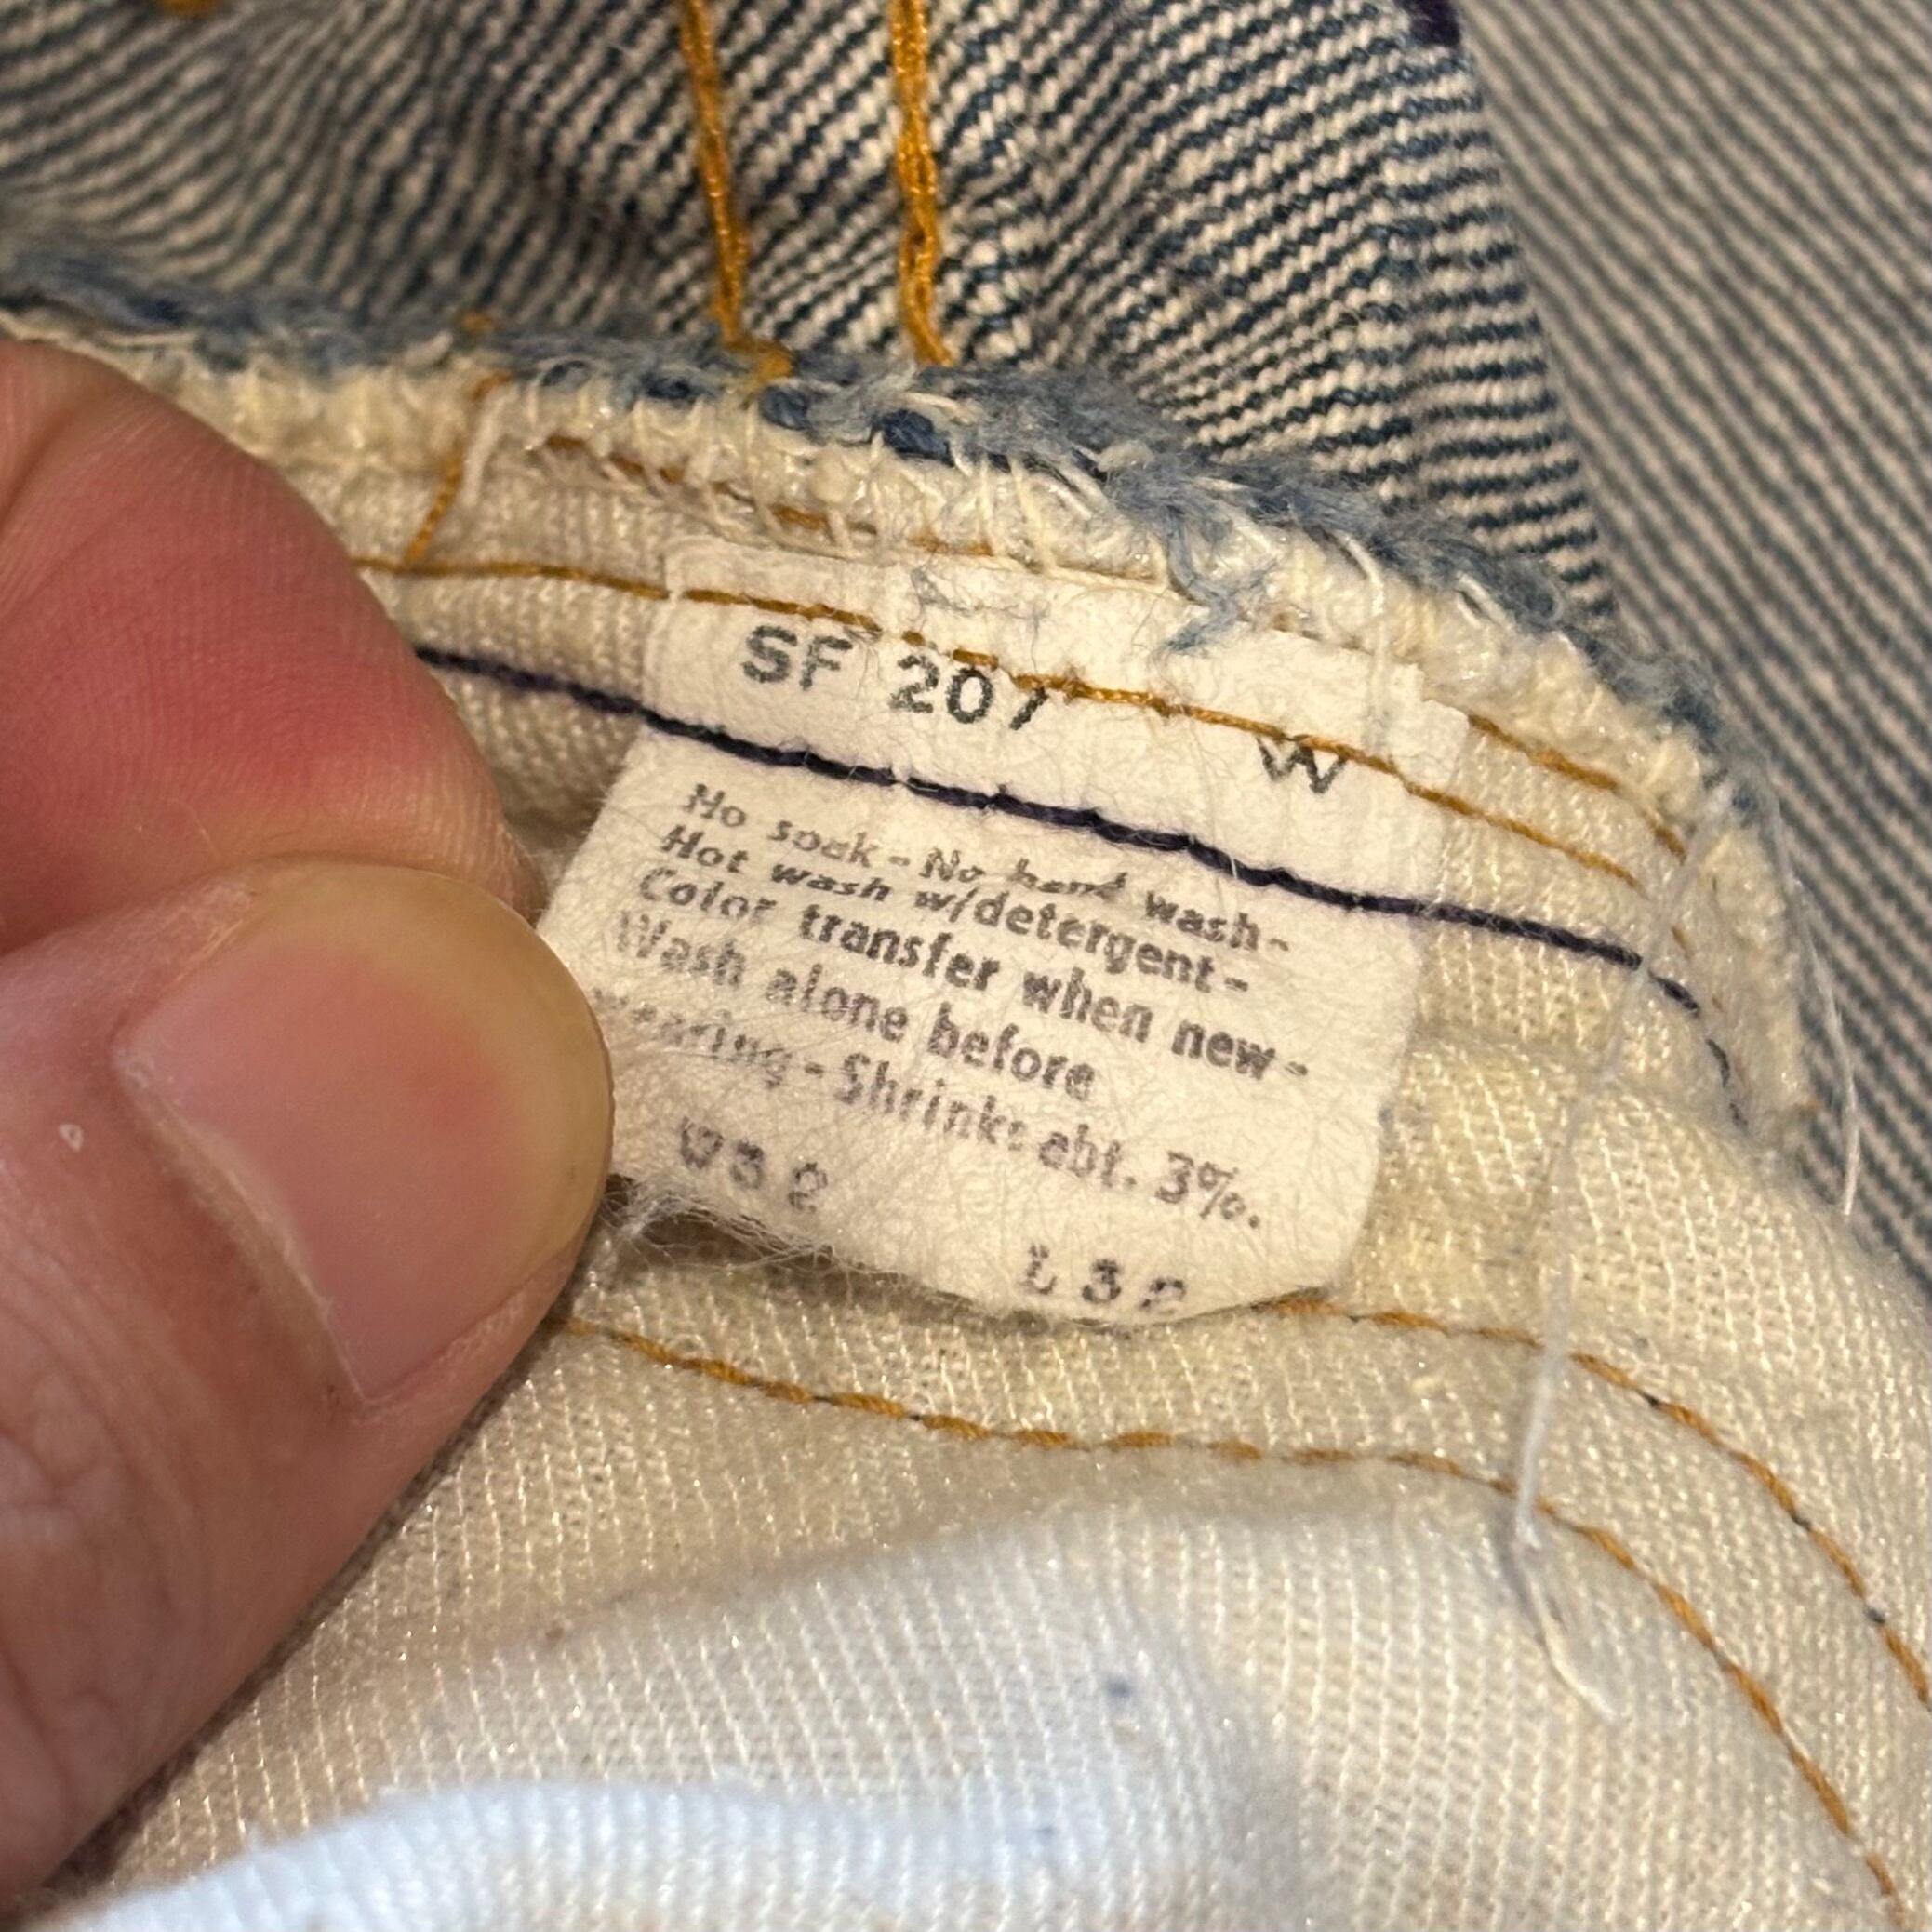 SF 207
W
No soak - No hand wash -
Hot wash w/detergent -
Color transfer when new -
Wash alone before
wearing - Shrinks abt. 3%.
W32
L32